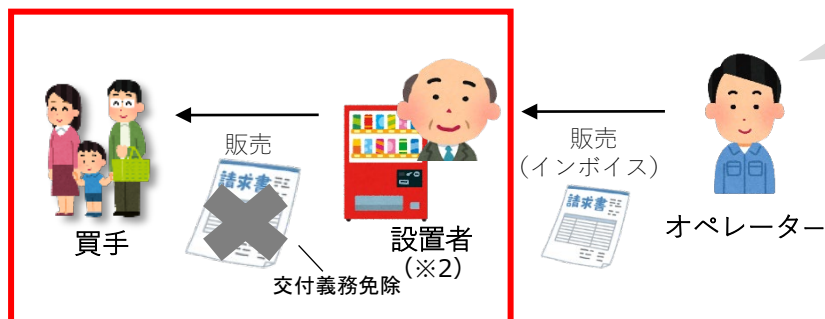 販売
請求書
買手
交付義務免除
設置者
（※2）
販売
（インボイス）
請求書
オペレーター